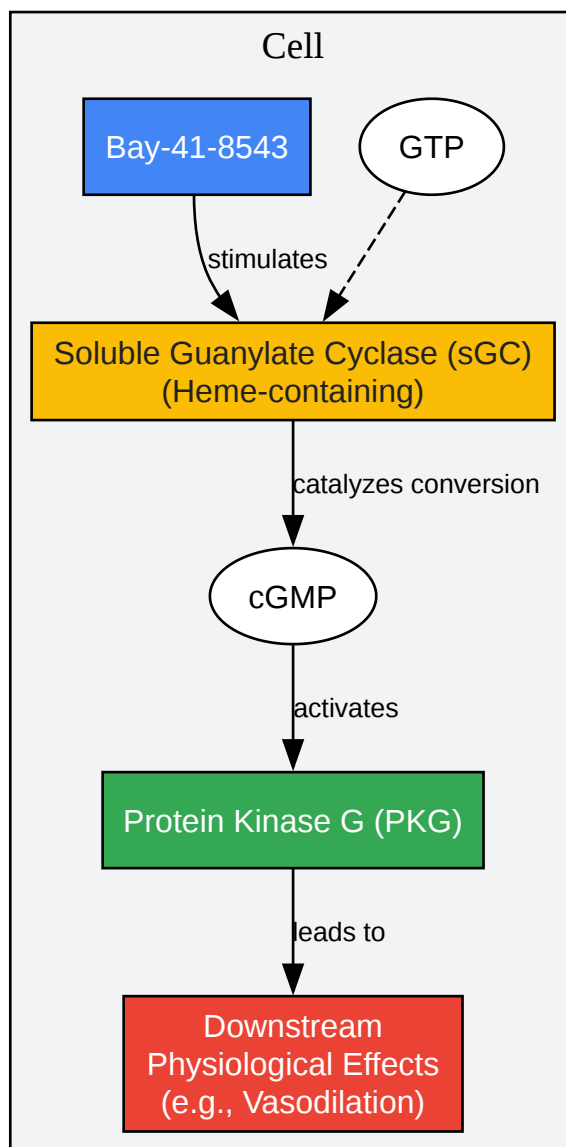 Cell
Bay-41-8543
GTP
stimulates
Soluble Guanylate Cyclase (sGC)
(Heme-containing)
catalyzes conversion
cGMP
activates
Protein Kinase G (PKG)
leads to
Downstream
Physiological Effects
(e.g., Vasodilation)